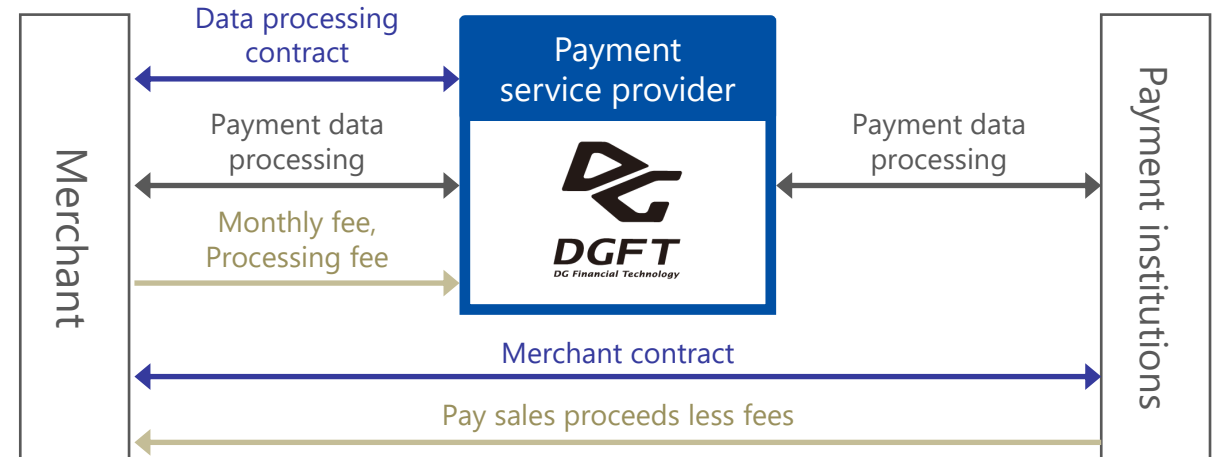 Data processing
contract
Payment
service provider
Payment data
processing
Payment data
processing
Merchant
Payment institutions
Monthly fee,
Processing fee
DGFT
DG Financial Technology
Merchant contract
Pay sales proceeds less fees